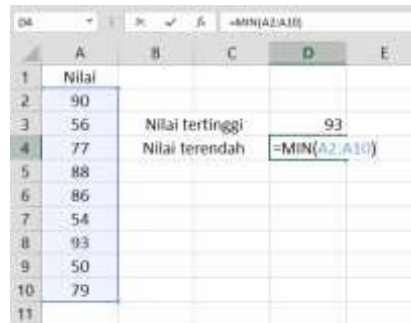 D4 fx =MIN(A2:A10)
A B C D E
1 Nilai
2 90
3 56 Nilai tertinggi 93
4 77 Nilai terendah =MIN(A2:A10)
5 88
6 86
7 54
8 93
9 50
10 79
11